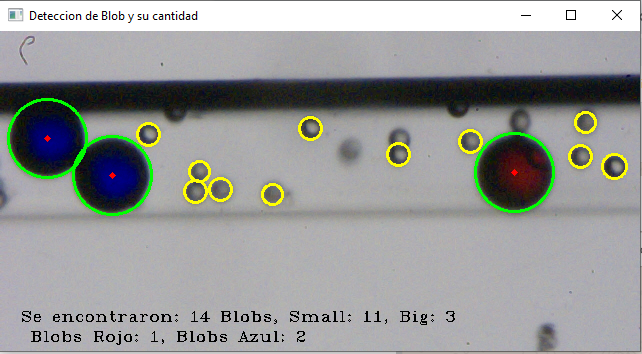 Deteccion de Blob y su cantidad
Se encontraron: 14 Blobs, Small: 11, Big: 3
Blobs Rojo: 1, Blobs Azul: 2